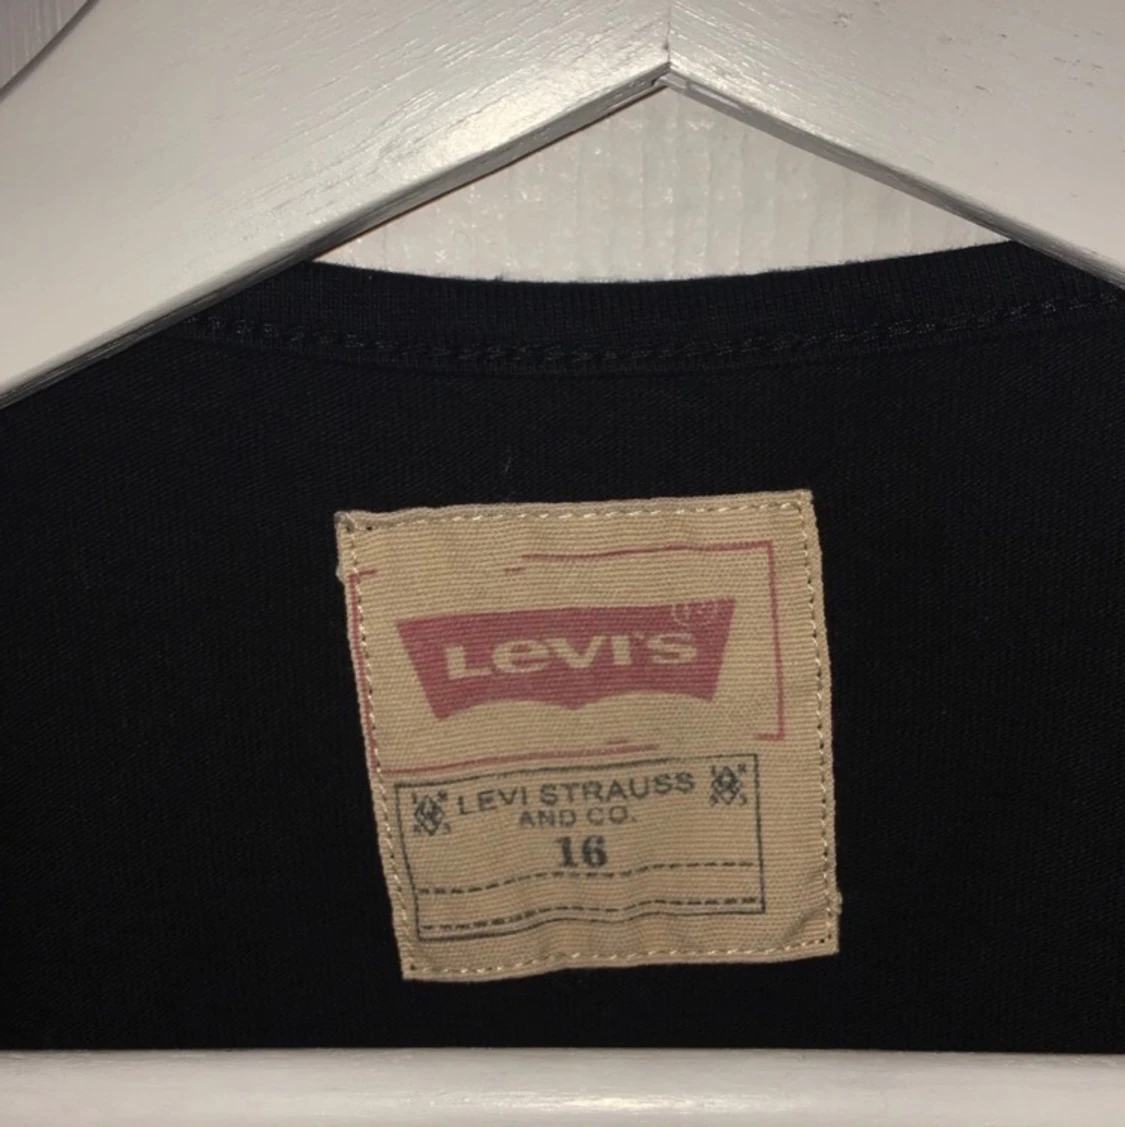 Levi's
LEVI STRAUSS
AND CO.
16